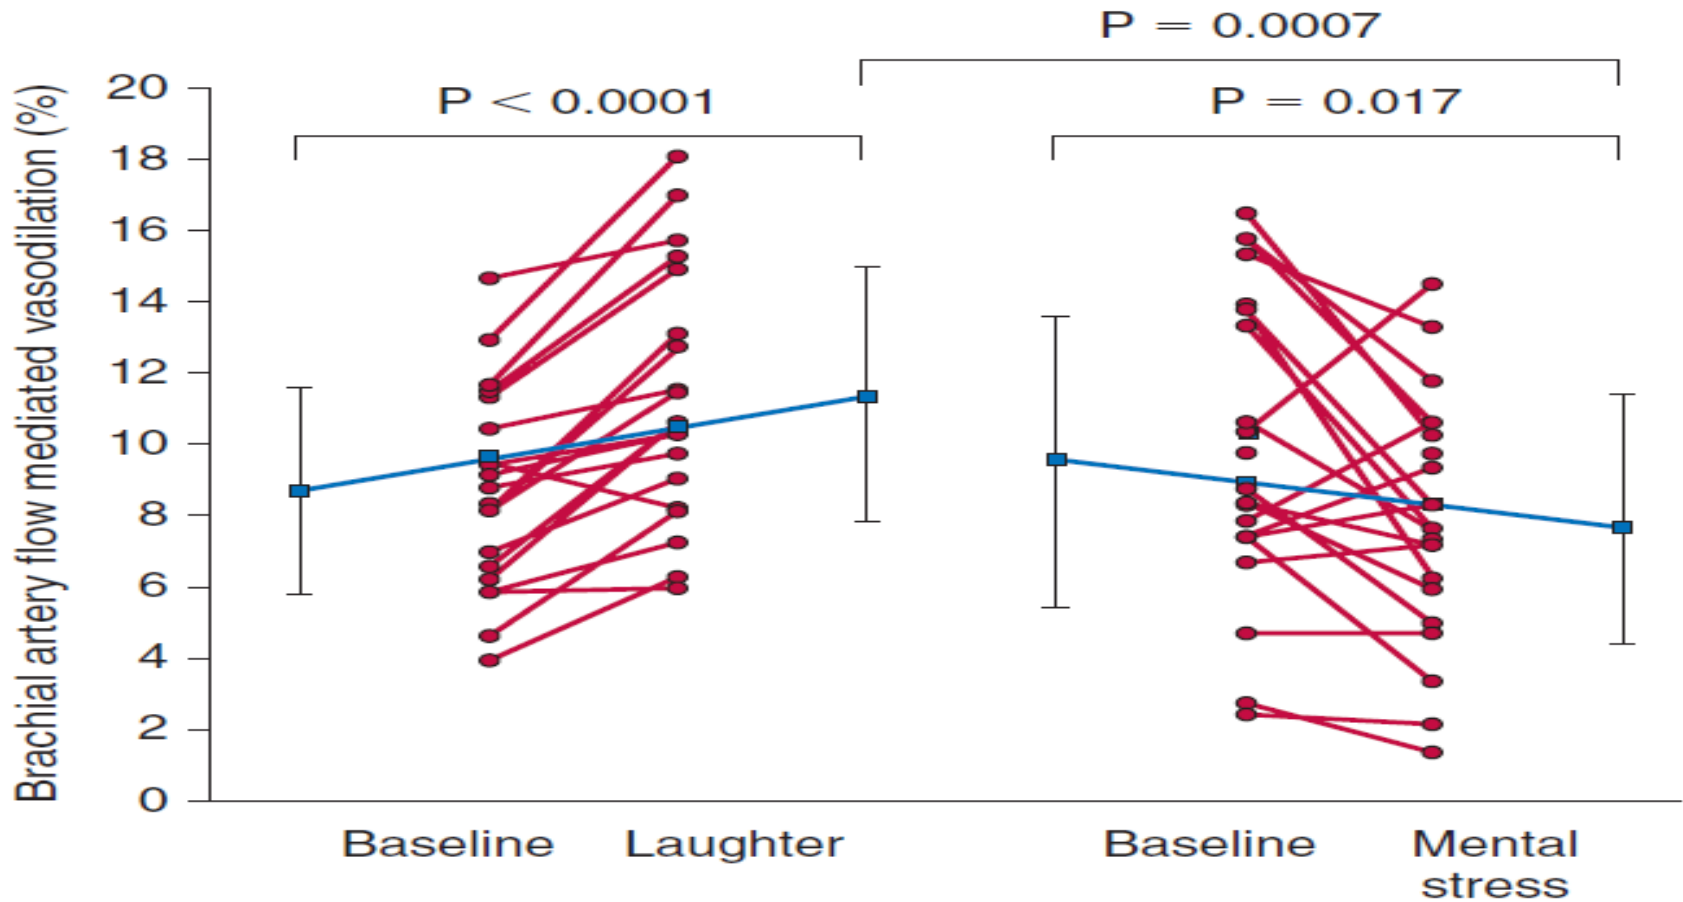 P = 0.0007
P < 0.0001
P = 0.017
Brachial artery flow mediated vasodilation (%)
20
18
16
14
12
10
8
6
4
2
0
Baseline
Laughter
Baseline
Mental
stress